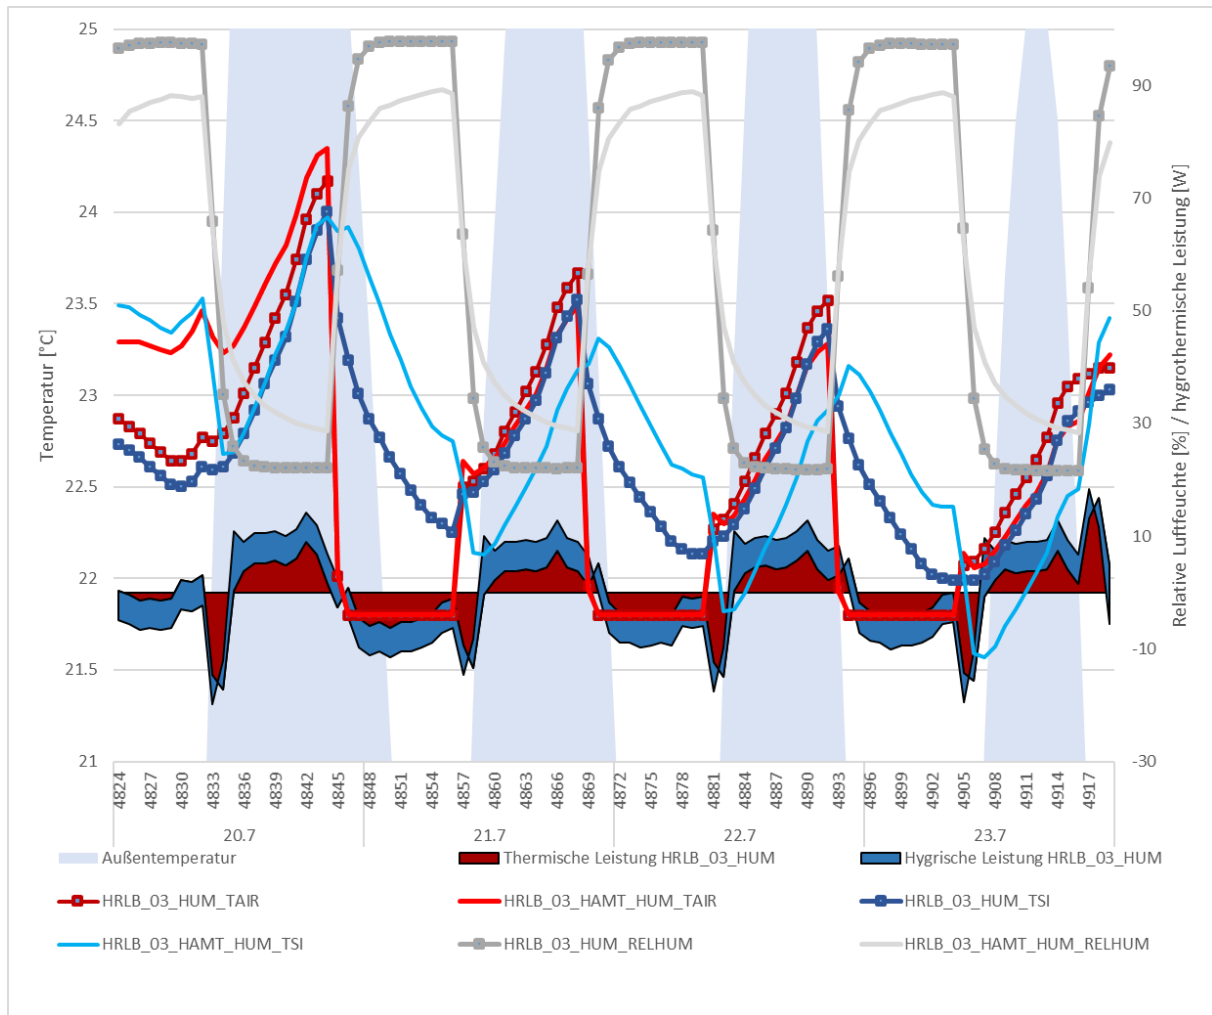 25
24.5
24
23.5
23
22.5
22
21.5
21
Temperatur [°C]
90
70
50
30
10
-10
-30
Relative Luftfeuchte [%] / hygrothermische Leistung [W]
4824 4827 4830 4833 4836 4839 4842 4845 4848 4851 4854 4857 4860 4863 4866 4869 4872 4875 4878 4881 4884 4887 4890 4893 4896 4899 4902 4905 4908 4911 4914 4917
20.7 21.7 22.7 23.7
Außentemperatur Thermische Leistung HRLB_03_HUM Hygrische Leistung HRLB_03_HUM
HRLB_03_HUM_TAIR HRLB_03_HAMT_HUM_TAIR HRLB_03_HUM_TSI
HRLB_03_HAMT_HUM_TSI HRLB_03_HUM_RELHUM HRLB_03_HAMT_HUM_RELHUM